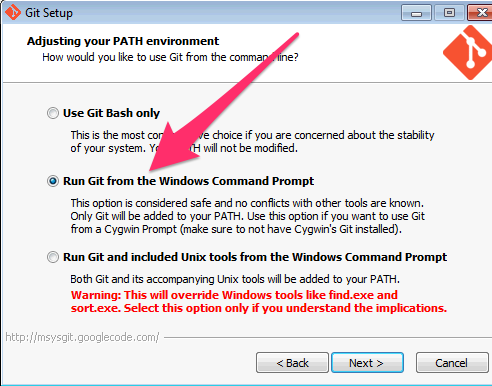 Git Setup
Adjusting your PATH environment
How would you like to use Git from the command line?
Use Git Bash only
This is the most choice if you are concerned about the stability
of your system. PATH will not be modified.
Run Git from the Windows Command Prompt
This option is considered safe and no conflicts with other tools are known.
Only Git will be added to your PATH. Use this option if you want to use Git
from a Cygwin Prompt (make sure to not have Cygwin's Git installed).
Run Git and included Unix tools from the Windows Command Prompt
Both Git and its accompanying Unix tools will be added to your PATH.
Warning: This will override Windows tools like find.exe and
sort.exe. Select this option only if you understand the implications.
http://msysgit.googlecode.com/
< Back
Next >
Cancel